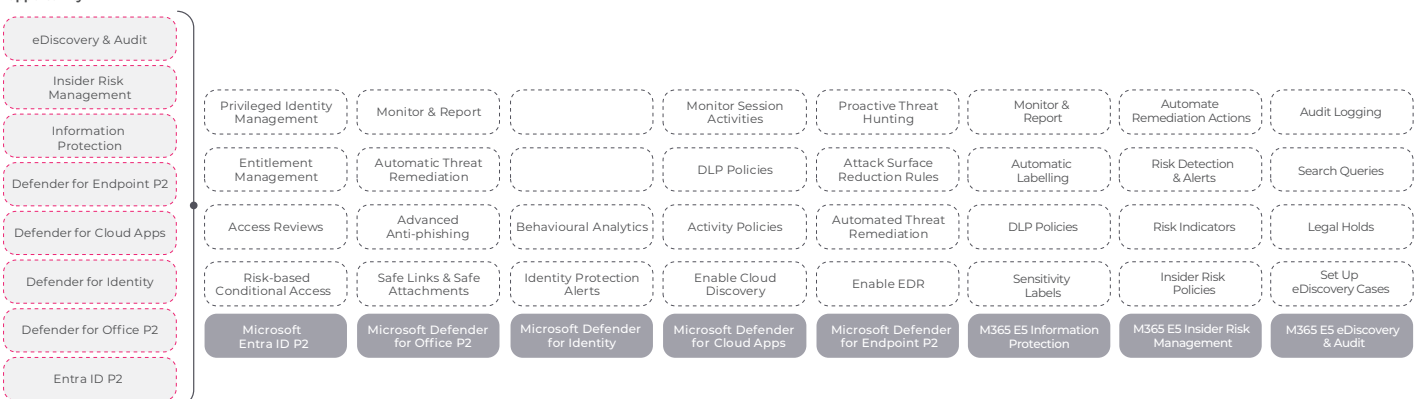 eDiscovery & Audit
Insider Risk
Management
Information
Protection
Defender for Endpoint P2
Defender for Cloud Apps
Defender for Identity
Defender for Office P2
Entra ID P2
Privileged Identity
Management
Monitor & Report
Monitor Session
Activities
Proactive Threat
Hunting
Monitor &
Report
Automate
Remediation Actions
Audit Logging
Entitlement
Management
Automatic Threat
Remediation
DLP Policies
Attack Surface
Reduction Rules
Automatic
Labelling
Risk Detection
& Alerts
Search Queries
Access Reviews
Advanced
Anti-phishing
Behavioural Analytics
Activity Policies
Automated Threat
Remediation
DLP Policies
Risk Indicators
Legal Holds
Risk-based
Conditional Access
Safe Links & Safe
Attachments
Identity Protection
Alerts
Enable Cloud
Discovery
Enable EDR
Sensitivity
Labels
Insider Risk
Policies
Set Up
eDiscovery Cases
Microsoft
Entra ID P2
Microsoft Defender
for Office P2
Microsoft Defender
for Identity
Microsoft Defender
for Cloud Apps
Microsoft Defender
for Endpoint P2
M365 E5 Information
Protection
M365 E5 Insider Risk
Management
M365 E5 eDiscovery
& Audit